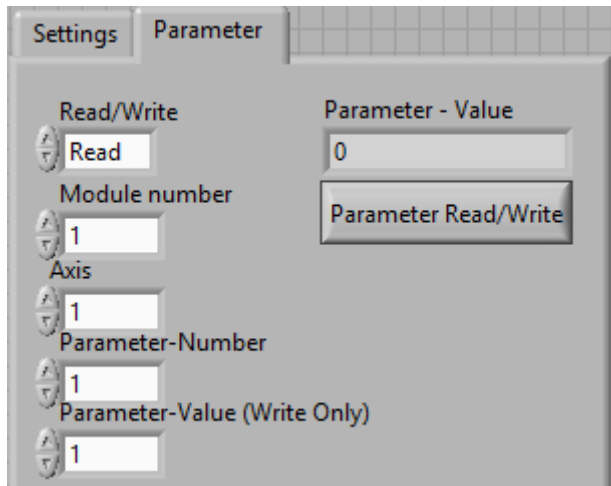 Settings
Parameter
Read/Write
Read
Module number
1
Axis
1
Parameter-Number
1
Parameter-Value (Write Only)
1
Parameter - Value
0
Parameter Read/Write